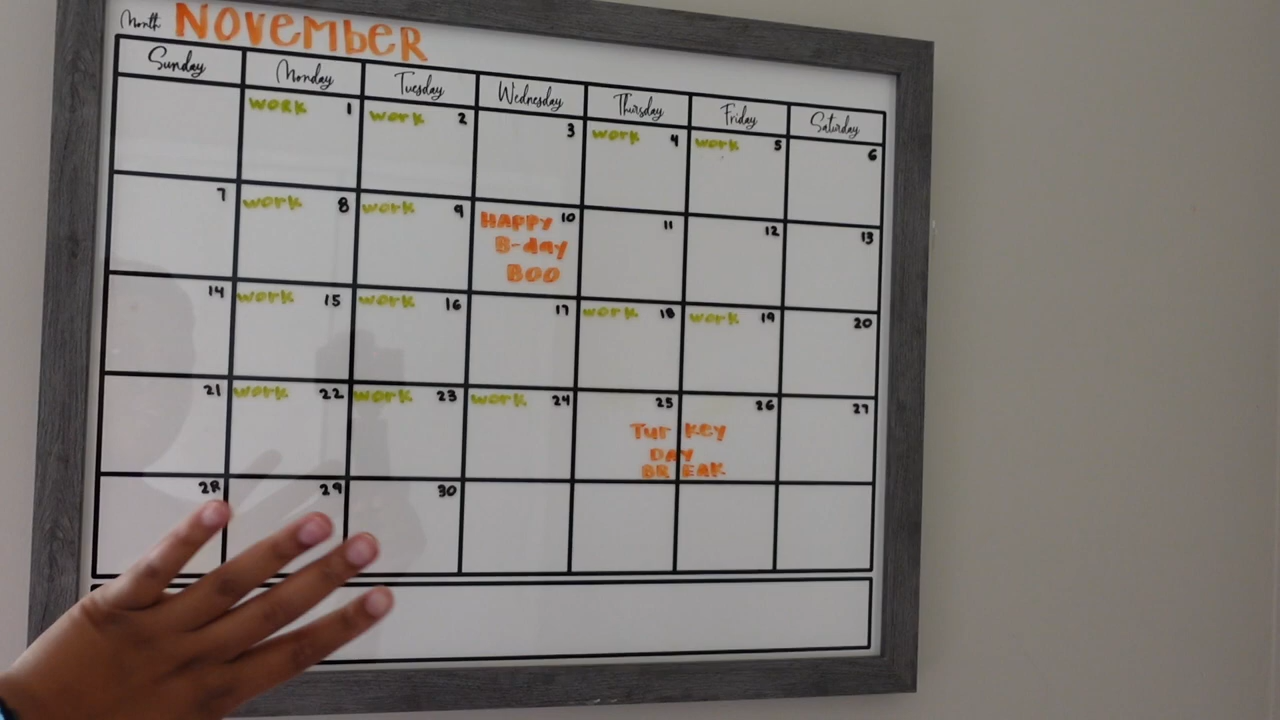 Month NOVEMBER
Sunday Monday Tuesday Wednesday Thursday Friday Saturday
WORK 1 work 2 3 work 4 work 5 6
7 work 8 work 9 10 11 12 13
HAPPY
B-day
BOO
14 work 15 work 16 17 work 18 work 19 20
21 work 22 work 23 work 24 25 26 27
Turkey
DAY
BREAK
28 29 30